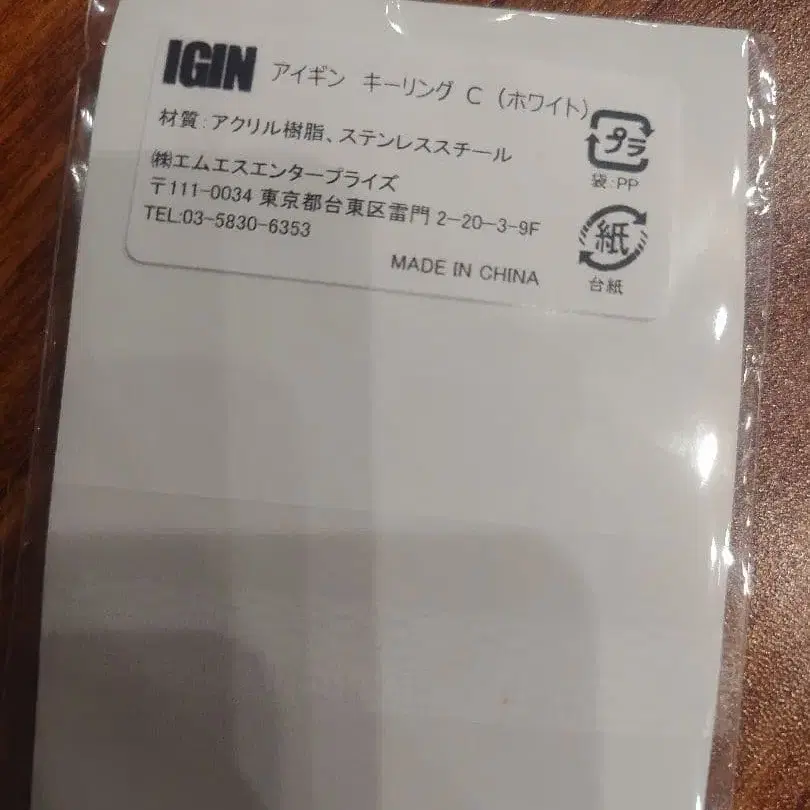 IGIN アイギン キーリング C (ホワイト)
材質:アクリル樹脂、ステンレススチール
㈱エムエスエンタープライズ
〒111-0034 東京都台東区雷門 2-20-3-9F
TEL:03-5830-6353
MADE IN CHINA
プラ
袋:PP
紙
台紙